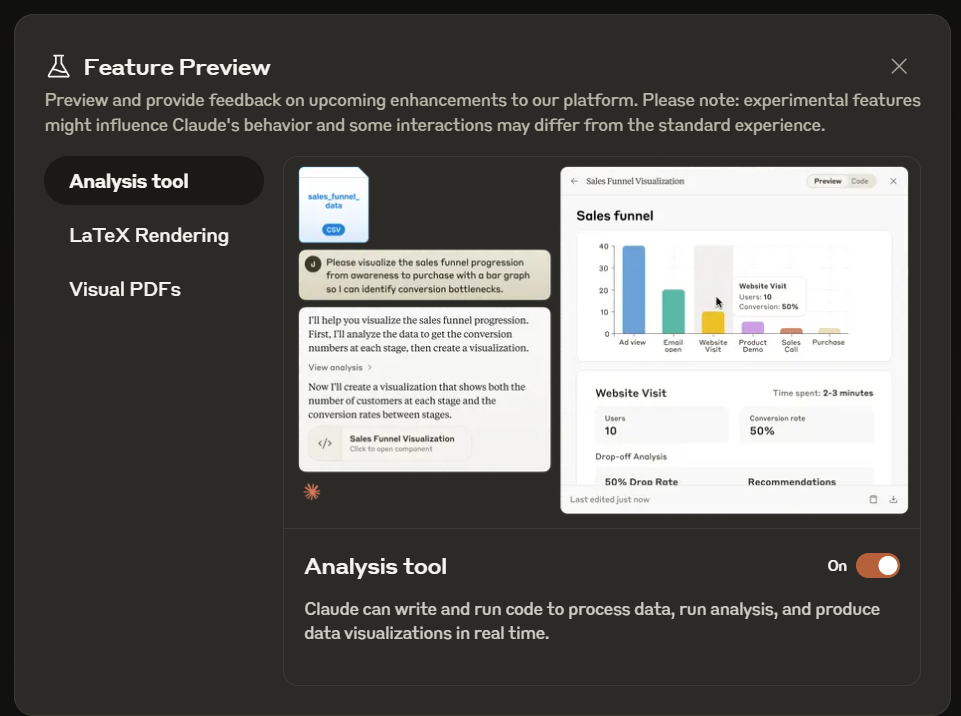 Feature Preview
Preview and provide feedback on upcoming enhancements to our platform. Please note: experimental features
might influence Claude's behavior and some interactions may differ from the standard experience.
Analysis tool
LaTeX Rendering
Visual PDFs
sales_funnel_
data
CSV
J
Please visualize the sales funnel progression
from awareness to purchase with a bar graph
so I can identify conversion bottlenecks.
I'll help you visualize the sales funnel progression.
First, I'll analyze the data to get the conversion
numbers at each stage, then create a visualization.
View analysis >
Now I'll create a visualization that shows both the
number of customers at each stage and the
conversion rates between stages.
</> Sales Funnel Visualization
Click to open component
← Sales Funnel Visualization Preview Code
Sales funnel
40
30
20
10
0
Website Visit
Users: 10
Conversion: 50%
Ad view
Email
open
Website
Visit
Product
Demo
Sales
Call
Purchase
Website Visit Time spent: 2-3 minutes
Users
10
Conversion rate
50%
Drop-off Analysis
50% Drop Rate Recommendations
Last edited just now
Analysis tool On
Claude can write and run code to process data, run analysis, and produce
data visualizations in real time.